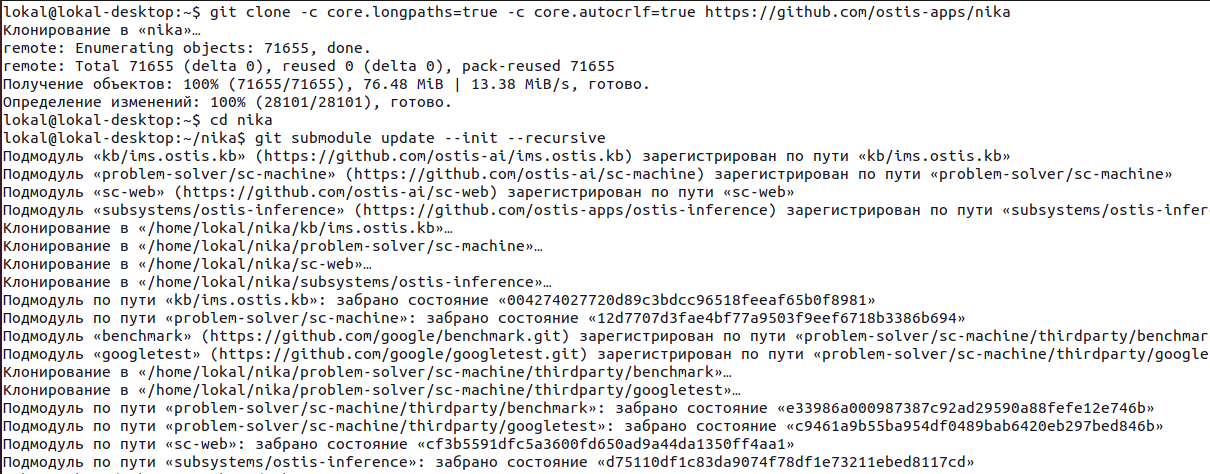 lokal@lokal-desktop:~$ git clone -c core.longpaths=true -c core.autocrlf=true https://github.com/ostis-apps/nika
Клонирование в «nika»…
remote: Enumerating objects: 71655, done.
remote: Total 71655 (delta 0), reused 0 (delta 0), pack-reused 71655
Получение объектов: 100% (71655/71655), 76.48 MiB | 13.38 MiB/s, готово.
Определение изменений: 100% (28101/28101), готово.
lokal@lokal-desktop:~$ cd nika
lokal@lokal-desktop:~/nika$ git submodule update --init --recursive
Подмодуль «kb/ims.ostis.kb» (https://github.com/ostis-ai/ims.ostis.kb) зарегистрирован по пути «kb/ims.ostis.kb»
Подмодуль «problem-solver/sc-machine» (https://github.com/ostis-ai/sc-machine) зарегистрирован по пути «problem-solver/sc-machine»
Подмодуль «sc-web» (https://github.com/ostis-ai/sc-web) зарегистрирован по пути «sc-web»
Подмодуль «subsystems/ostis-inference» (https://github.com/ostis-apps/ostis-inference) зарегистрирован по пути «subsystems/ostis-infer
Клонирование в «/home/lokal/nika/kb/ims.ostis.kb»…
Клонирование в «/home/lokal/nika/problem-solver/sc-machine»…
Клонирование в «/home/lokal/nika/sc-web»…
Клонирование в «/home/lokal/nika/subsystems/ostis-inference»…
Подмодуль по пути «kb/ims.ostis.kb»: забрано состояние «004274027720d89c3bdcc96518feeaf65b0f8981»
Подмодуль по пути «problem-solver/sc-machine»: забрано состояние «12d7707d3fae4bf77a9503f9eef6718b3386b694»
Подмодуль «benchmark» (https://github.com/google/benchmark.git) зарегистрирован по пути «problem-solver/sc-machine/thirdparty/benchmar
Подмодуль «googletest» (https://github.com/google/googletest.git) зарегистрирован по пути «problem-solver/sc-machine/thirdparty/google
Клонирование в «/home/lokal/nika/problem-solver/sc-machine/thirdparty/benchmark»…
Клонирование в «/home/lokal/nika/problem-solver/sc-machine/thirdparty/googletest»…
Подмодуль по пути «problem-solver/sc-machine/thirdparty/benchmark»: забрано состояние «e33986a000987387c92ad29590a88fefe12e746b»
Подмодуль по пути «problem-solver/sc-machine/thirdparty/googletest»: забрано состояние «c9461a9b55ba954df0489bab6420eb297bed846b»
Подмодуль по пути «sc-web»: забрано состояние «cf3b5591dfc5a3600fd650ad9a44da1350ff4aa1»
Подмодуль по пути «subsystems/ostis-inference»: забрано состояние «d75110df1c83da9074f78df1e73211ebed8117cd»